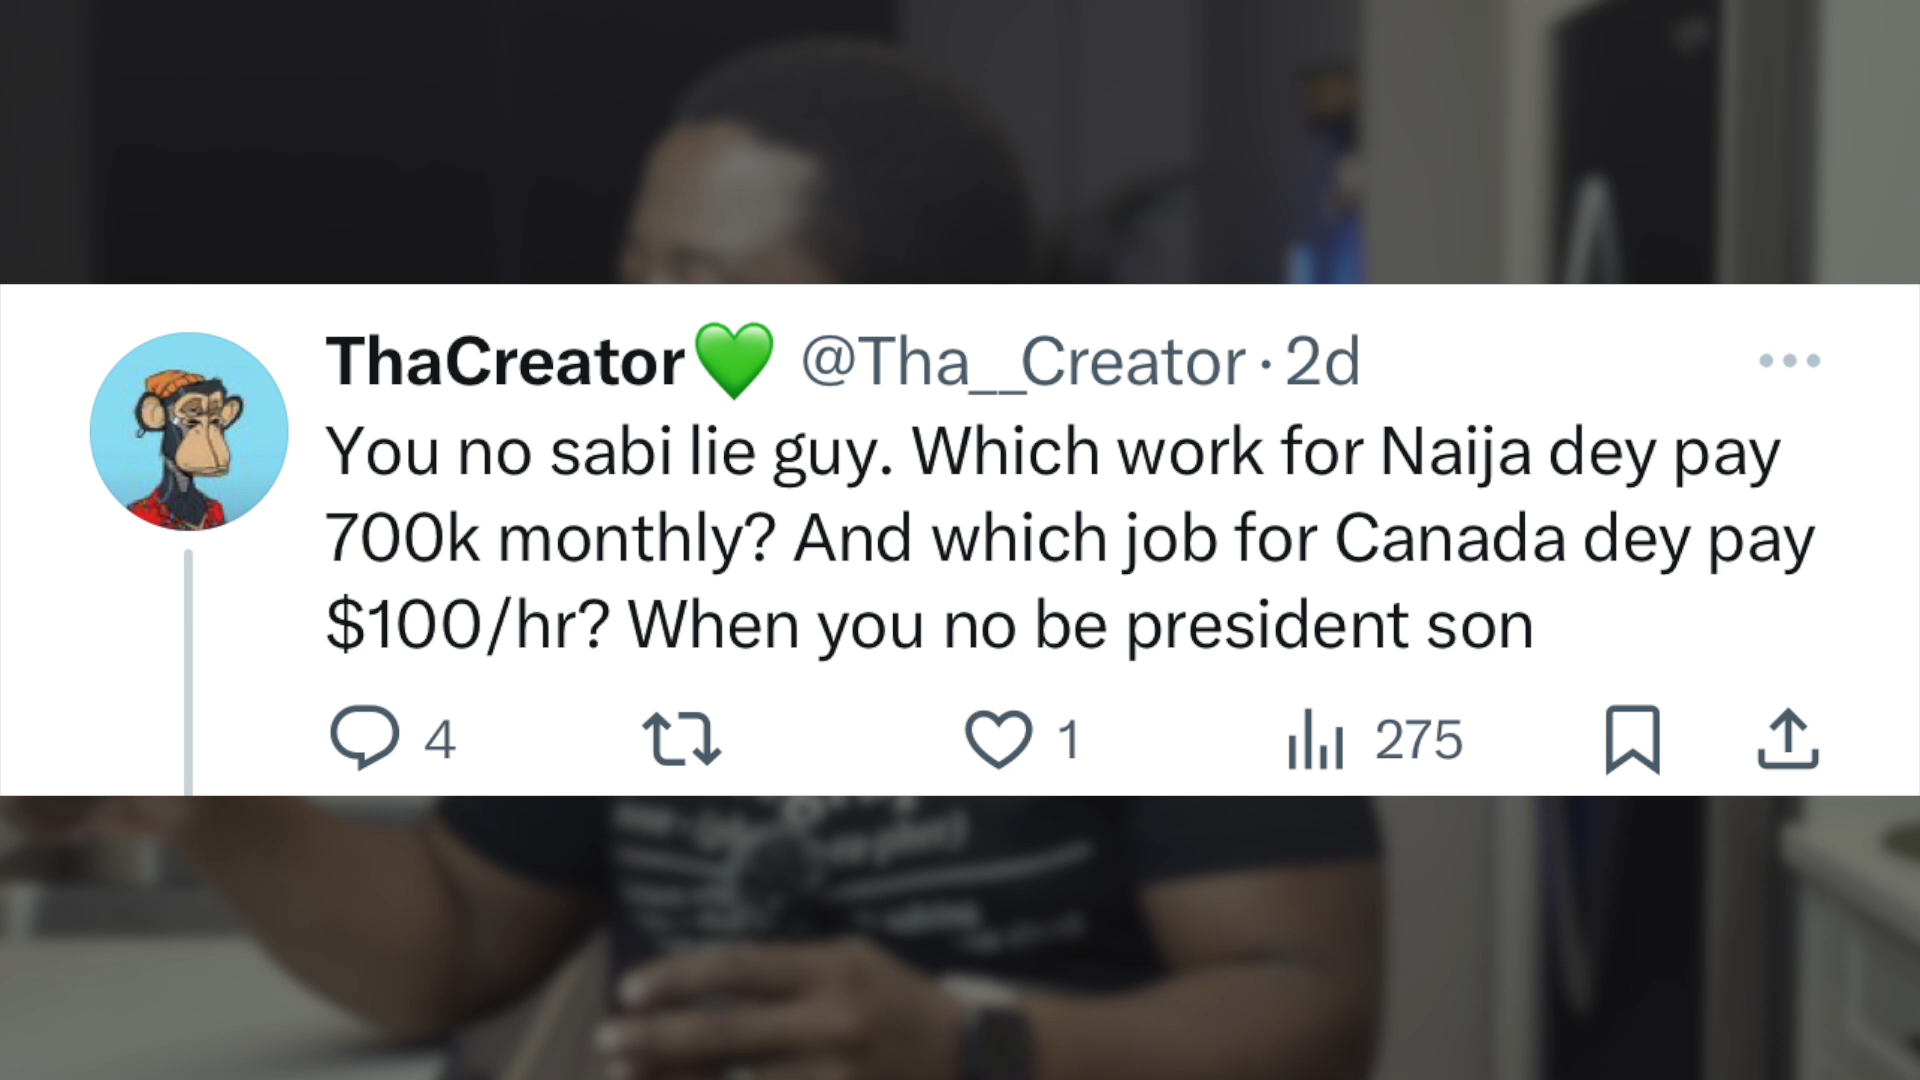 ThaCreator💚 @Tha__Creator · 2d
You no sabi lie guy. Which work for Naija dey pay
700k monthly? And which job for Canada dey pay
$100/hr? When you no be president son
4 1 275